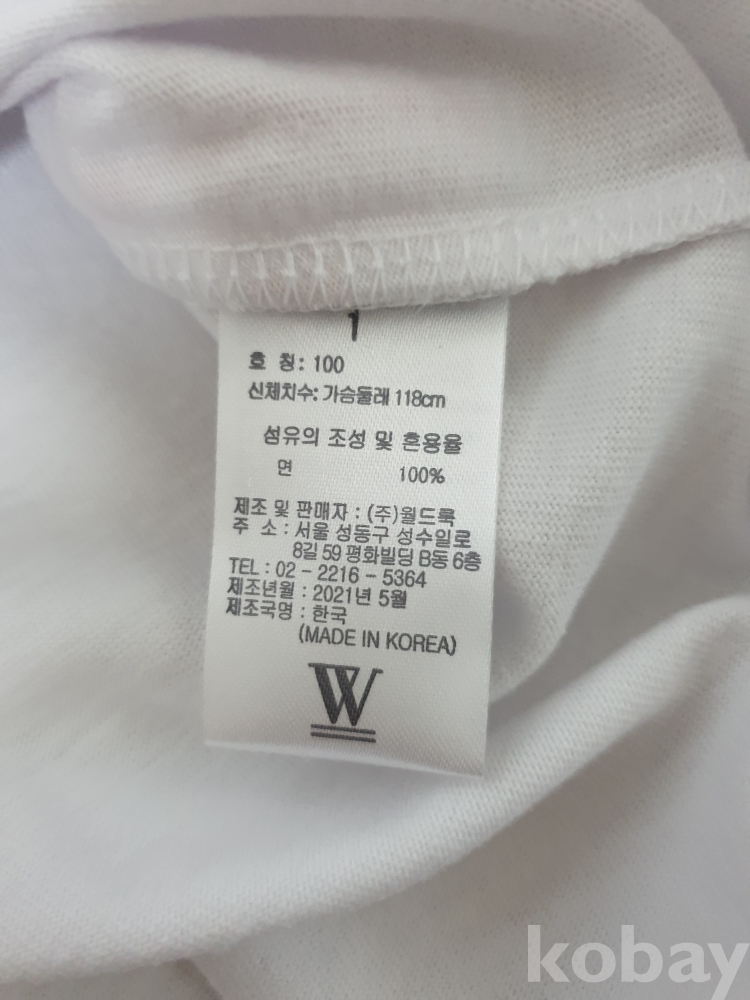 1
호 칭: 100
신체치수: 가슴둘레 118cm
섬유의 조성 및 혼용율
면 100%
제조 및 판매자 : (주)월드룩
주 소 : 서울 성동구 성수일로
8길 59 평화빌딩 B동 6층
TEL : 02 - 2216 - 5364
제조년월 : 2021년 5월
제조국명 : 한국
(MADE IN KOREA)
W
kobay